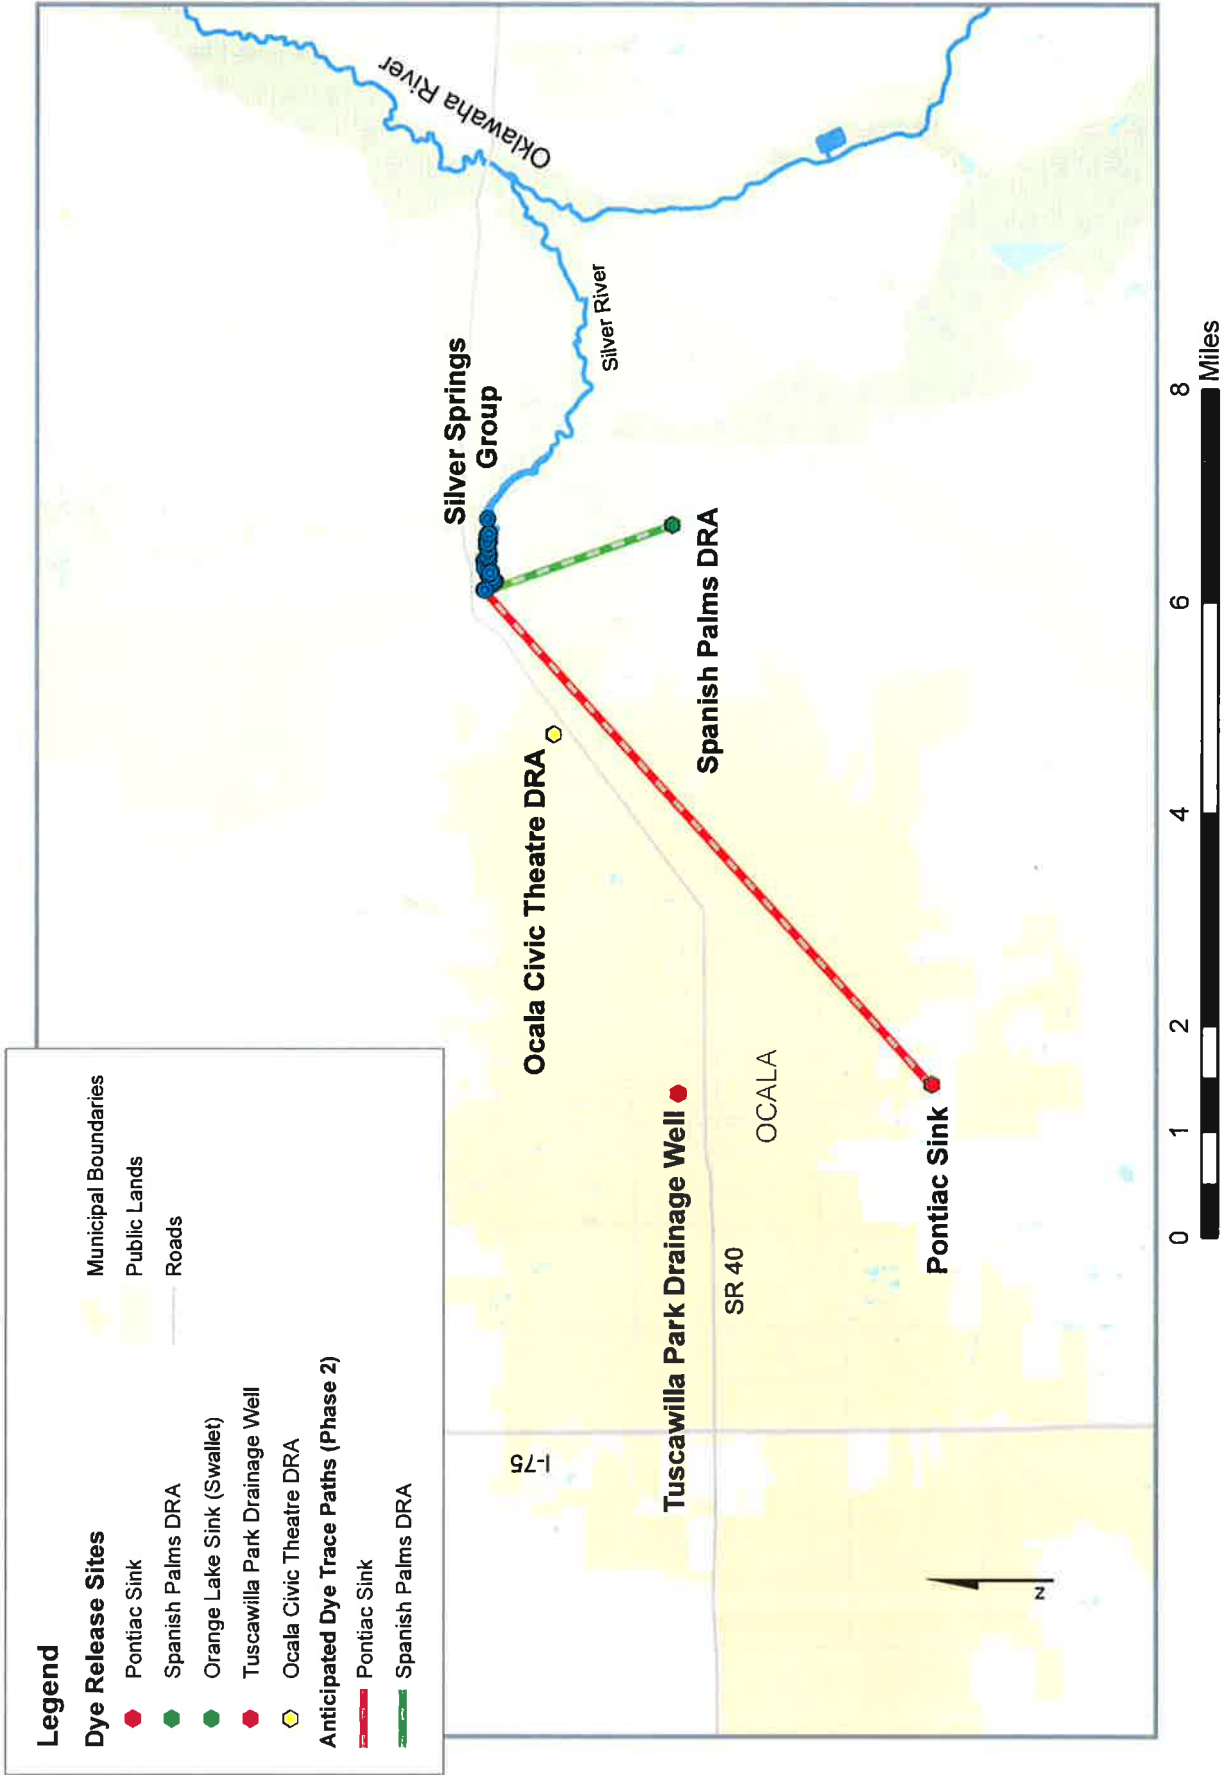 Legend
Dye Release Sites
Pontiac Sink
Spanish Palms DRA
Orange Lake Sink (Swallet)
Tuscawilla Park Drainage Well
Ocala Civic Theatre DRA
Anticipated Dye Trace Paths (Phase 2)
Pontiac Sink
Spanish Palms DRA
Municipal Boundaries
Public Lands
Roads
Oklawaha River
Silver Springs
Group
Silver River
Ocala Civic Theatre DRA
Spanish Palms DRA
I-75
Tuscawilla Park Drainage Well
SR 40
OCALA
Pontiac Sink
N
0 1 2 4 6 8
Miles